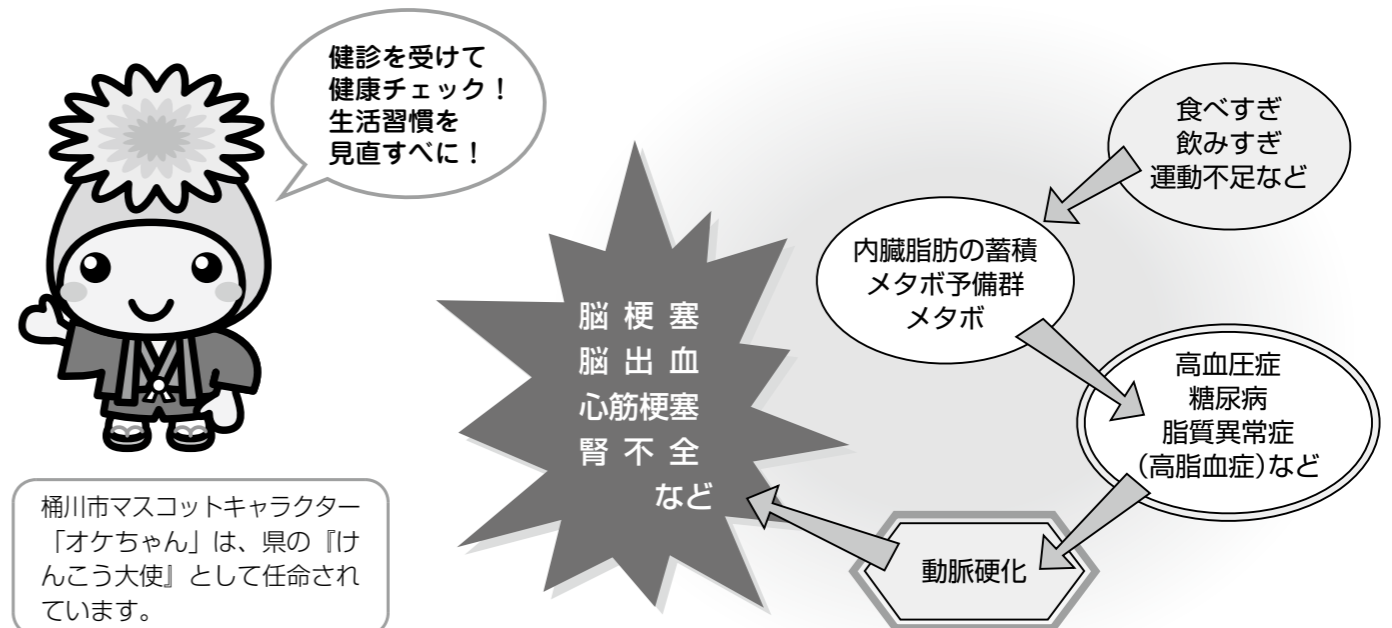 健診を受けて
健康チェック！
生活習慣を
見直すべに！
食べすぎ
飲みすぎ
運動不足など
内臓脂肪の蓄積
メタボ予備群
メタボ
高血圧症
糖尿病
脂質異常症
（高脂血症）など
動脈硬化
脳梗塞
脳出血
心筋梗塞
腎不全
など
桶川市マスコットキャラクター
「オケちゃん」は、県の『け
んこう大使』として任命され
ています。